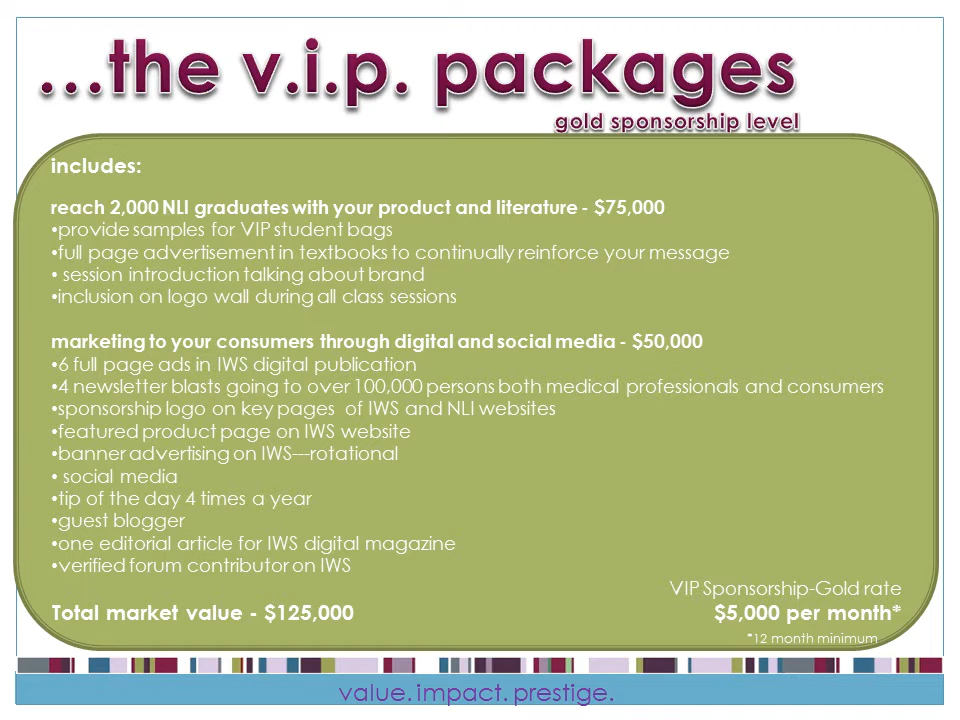 ...the v.i.p. packages
gold sponsorship level
includes:
reach 2,000 NLI graduates with your product and literature - $75,000
•provide samples for VIP student bags
•full page advertisement in textbooks to continually reinforce your message
• session introduction talking about brand
•inclusion on logo wall during all class sessions
marketing to your consumers through digital and social media - $50,000
•6 full page ads in IWS digital publication
•4 newsletter blasts going to over 100,000 persons both medical professionals and consumers
•sponsorship logo on key pages of IWS and NLI websites
•featured product page on IWS website
•banner advertising on IWS---rotational
• social media
•tip of the day 4 times a year
•guest blogger
•one editorial article for IWS digital magazine
•verified forum contributor on IWS
VIP Sponsorship-Gold rate
Total market value - $125,000 $5,000 per month*
*12 month minimum
value. impact. prestige.